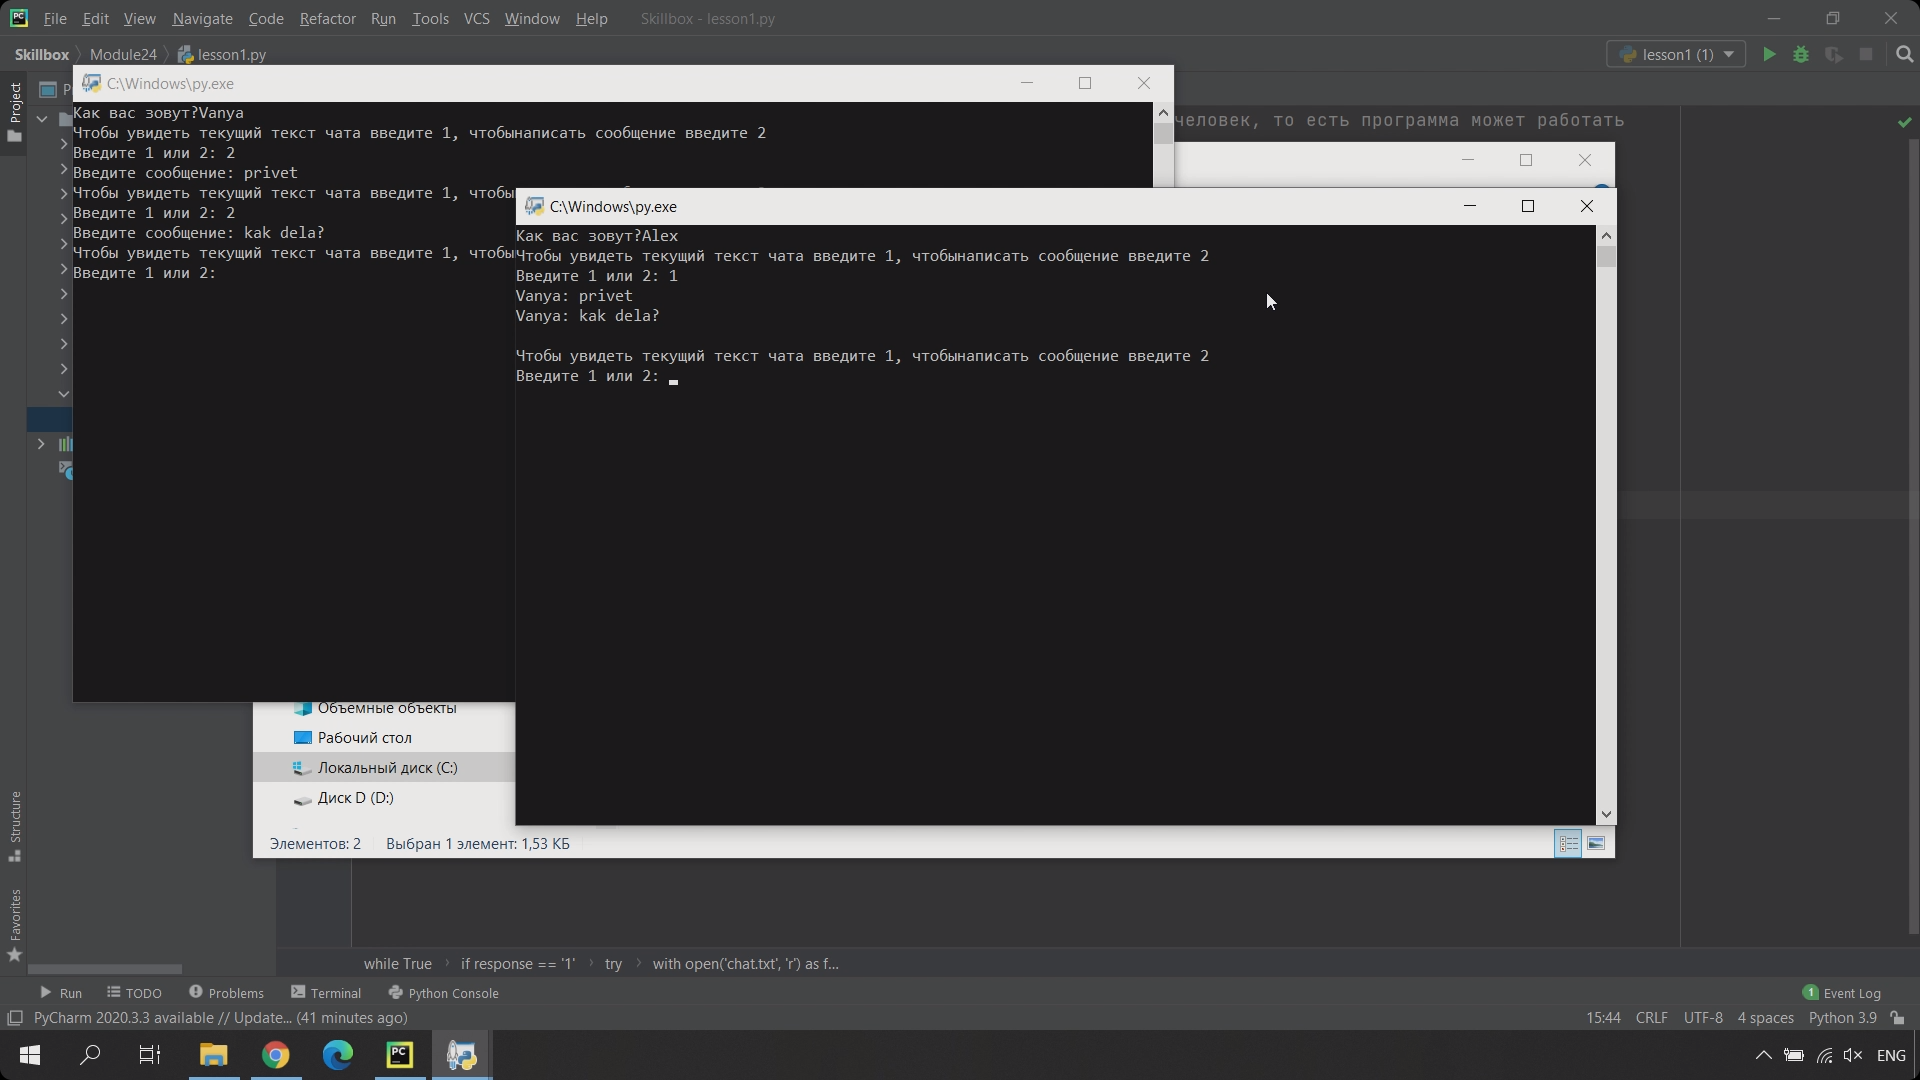 File Edit View Navigate Code Refactor Run Tools VCS Window Help Skillbox - lesson1.py
Skillbox Module24 lesson1.py lesson1 (1)
Project
C:\Windows\py.exe
Как вас зовут?Vanya
Чтобы увидеть текущий текст чата введите 1, чтобынаписать сообщение введите 2
Введите 1 или 2: 2
Введите сообщение: privet
Чтобы увидеть текущий текст чата введите 1, чтобы
Введите 1 или 2: 2
Введите сообщение: kak dela?
Чтобы увидеть текущий текст чата введите 1, чтобы
Введите 1 или 2:
человек, то есть программа может работать
C:\Windows\py.exe
Как вас зовут?Alex
Чтобы увидеть текущий текст чата введите 1, чтобынаписать сообщение введите 2
Введите 1 или 2: 1
Vanya: privet
Vanya: kak dela?
Чтобы увидеть текущий текст чата введите 1, чтобынаписать сообщение введите 2
Введите 1 или 2:
Объемные объекты
Рабочий стол
Локальный диск (C:)
Диск D (D:)
Элементов: 2 Выбран 1 элемент: 1,53 КБ
Structure
Favorites
while True if response == '1' try with open('chat.txt', 'r') as f...
Run TODO Problems Terminal Python Console 1 Event Log
PyCharm 2020.3.3 available // Update... (41 minutes ago) 15:44 CRLF UTF-8 4 spaces Python 3.9
ENG